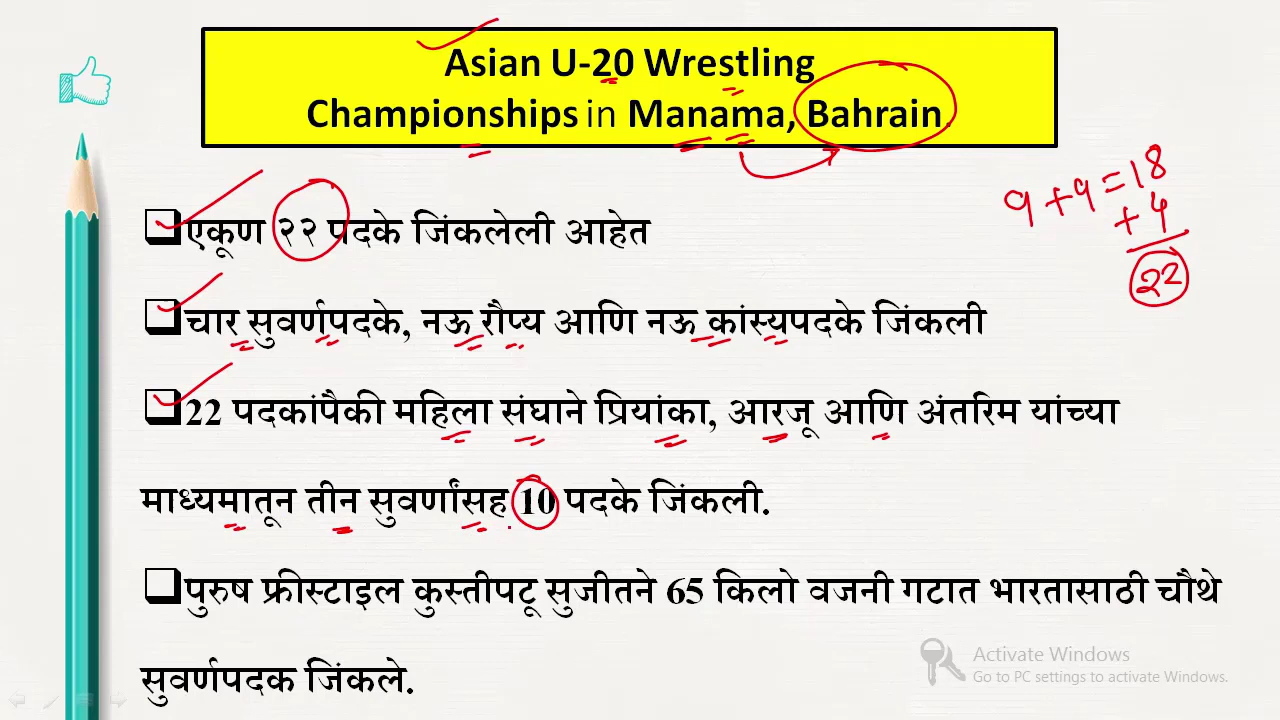 Asian U-20 Wrestling
Championships in Manama, Bahrain.
9 + 9 = 18
+ 4
22
एकूण २२ पदके जिंकलेली आहेत
चार सुवर्णपदके, नऊ रौप्य आणि नऊ कांस्यपदके जिंकली
22 पदकांपैकी महिला संघाने प्रियांका, आरजू आणि अंतरिम यांच्या
माध्यमातून तीन सुवर्णांसह 10 पदके जिंकली.
पुरुष फ्रीस्टाइल कुस्तीपटू सुजीतने 65 किलो वजनी गटात भारतासाठी चौथे
सुवर्णपदक जिंकले.
Activate Windows
Go to PC settings to activate Windows.